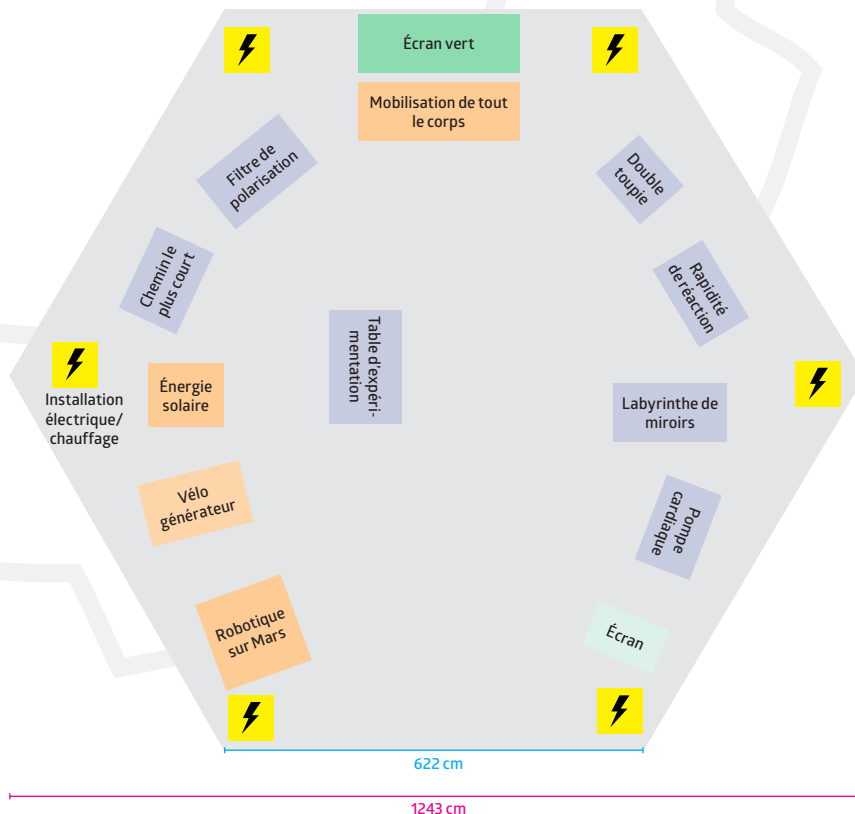 Écran vert
Mobilisation de tout
le corps
Filtre de
polarisation
Double
toupie
Chemin le
plus court
Rapidité
de réaction
Table d'expéri-
mentation
Installation
électrique/
chauffage
Énergie
solaire
Labyrinthe de
miroirs
Vélo
générateur
Pompe
cardiaque
Robotique
sur Mars
Écran
622 cm
1243 cm